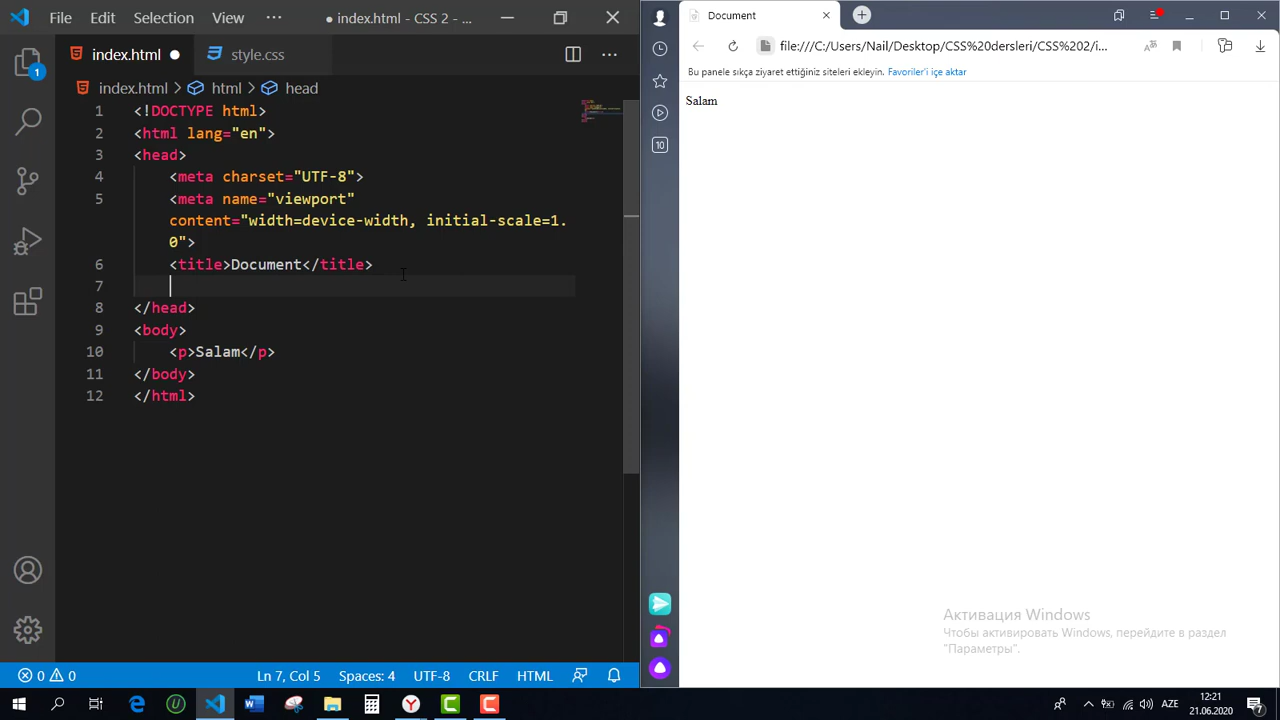 File Edit Selection View ··· ● index.html - CSS 2 - ...
index.html ● style.css ···
index.html > html > head
1 <!DOCTYPE html>
2 <html lang="en">
3 <head>
4 <meta charset="UTF-8">
5 <meta name="viewport"
content="width=device-width, initial-scale=1.
0">
6 <title>Document</title>
7
8 </head>
9 <body>
10 <p>Salam</p>
11 </body>
12 </html>
1
0 0 Ln 7, Col 5 Spaces: 4 UTF-8 CRLF HTML
Document
file:///C:/Users/Nail/Desktop/CSS%20dersleri/CSS%202/i...
Bu panele sıkça ziyaret ettiğiniz siteleri ekleyin. Favoriler'i içe aktar
Salam
10
Активация Windows
Чтобы активировать Windows, перейдите в раздел
"Параметры".
AZE
12:21
21.06.2020
7